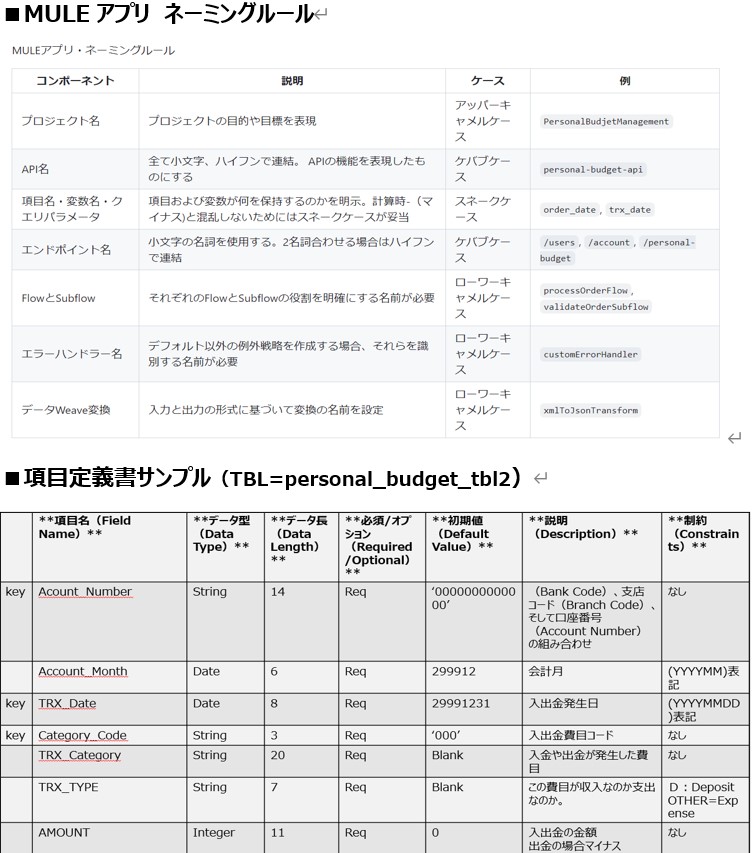 ■MULE アプリ ネーミングルール↵
MULEアプリ・ネーミングルール
コンポーネント 説明 ケース 例
プロジェクト名 プロジェクトの目的や目標を表現 アッパーキャメルケース PersonalBudjetManagement
API名 全て小文字、ハイフンで連結。 APIの機能を表現したものにする ケバブケース personal-budget-api
項目名・変数名・クエリパラメータ 項目および変数が何を保持するのかを明示。計算時-（マイナス)と混乱しないためにはスネークケースが妥当 スネークケース order_date, trx_date
エンドポイント名 小文字の名詞を使用する。2名詞合わせる場合はハイフンで連結 ケバブケース /users, /account, /personal-budget
FlowとSubflow それぞれのFlowとSubflowの役割を明確にする名前が必要 ローワーキャメルケース processOrderFlow, validateOrderSubflow
エラーハンドラー名 デフォルト以外の例外戦略を作成する場合、それらを識別する名前が必要 ローワーキャメルケース customErrorHandler
データWeave変換 入力と出力の形式に基づいて変換の名前を設定 ローワーキャメルケース xmlToJsonTransform
↵
■項目定義書サンプル（TBL=personal_budget_tbl2）↵
**項目名（Field Name）** **データ型（Data Type）** **データ長（Data Length）** **必須/オプション（Required/Optional）** **初期値（Default Value）** **説明（Description）** **制約（Constraints）**
key Acount_Number String 14 Req ‘0000000000000’ （Bank Code）、支店コード（Branch Code）、そして口座番号（Account Number）の組み合わせ なし
Account_Month Date 6 Req 299912 会計月 (YYYYMM)表記
key TRX_Date Date 8 Req 29991231 入出金発生日 (YYYYMMDD)表記
key Category_Code String 3 Req ‘000’ 入出金費目コード なし
TRX_Category String 20 Req Blank 入金や出金が発生した費目 なし
TRX_TYPE String 7 Req Blank この費目が収入なのか支出なのか。 D：Deposit OTHER=Expense
AMOUNT Integer 11 Req 0 入出金の金額 出金の場合マイナス なし